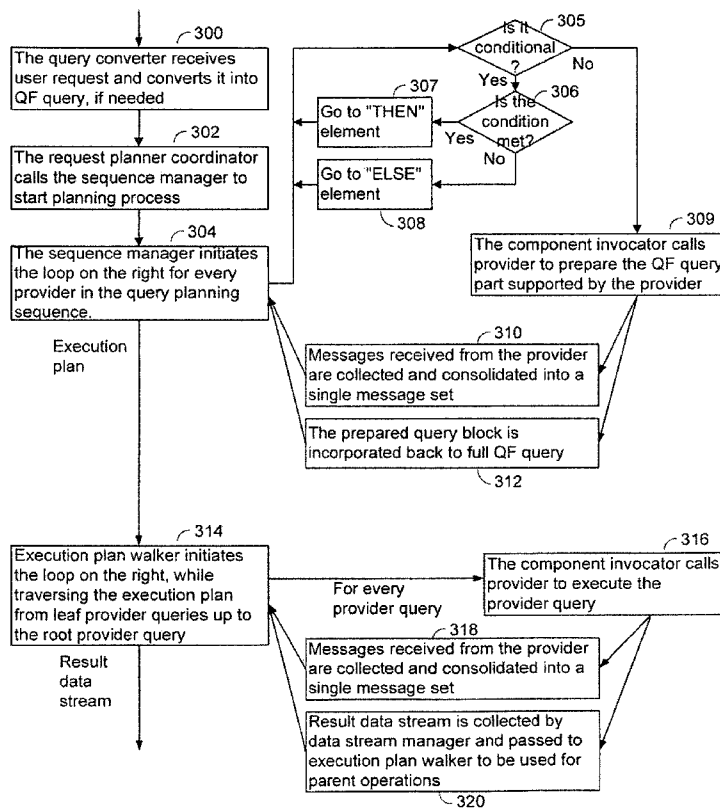 300
The query converter receives
user request and converts it into
QF query, if needed
302
The request planner coordinator
calls the sequence manager to
start planning process
304
The sequence manager initiates
the loop on the right for every
provider in the query planning
sequence.
Execution
plan
305
Is it
conditional
?
Yes
No
306
Is the
condition
met?
Yes
No
307
Go to "THEN"
element
Go to "ELSE"
element
308
309
The component invocator calls
provider to prepare the QF query
part supported by the provider
310
Messages received from the provider
are collected and consolidated into a
single message set
The prepared query block is
incorporated back to full QF query
312
314
Execution plan walker initiates
the loop on the right, while
traversing the execution plan
from leaf provider queries up to
the root provider query
For every
provider query
316
The component invocator calls
provider to execute the
provider query
318
Messages received from the provider
are collected and consolidated into a
single message set
Result data stream is collected by
data stream manager and passed to
execution plan walker to be used for
parent operations
320
Result
data
stream